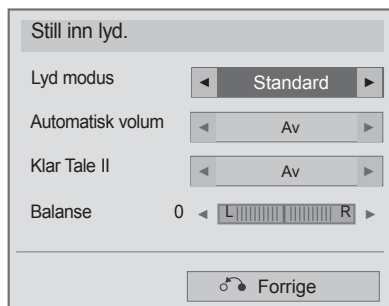 Still inn lyd.
Lyd modus ◄ Standard ►
Automatisk volum ◄ Av ►
Klar Tale II ◄ Av ►
Balanse 0 ◄ L R ►
Forrige